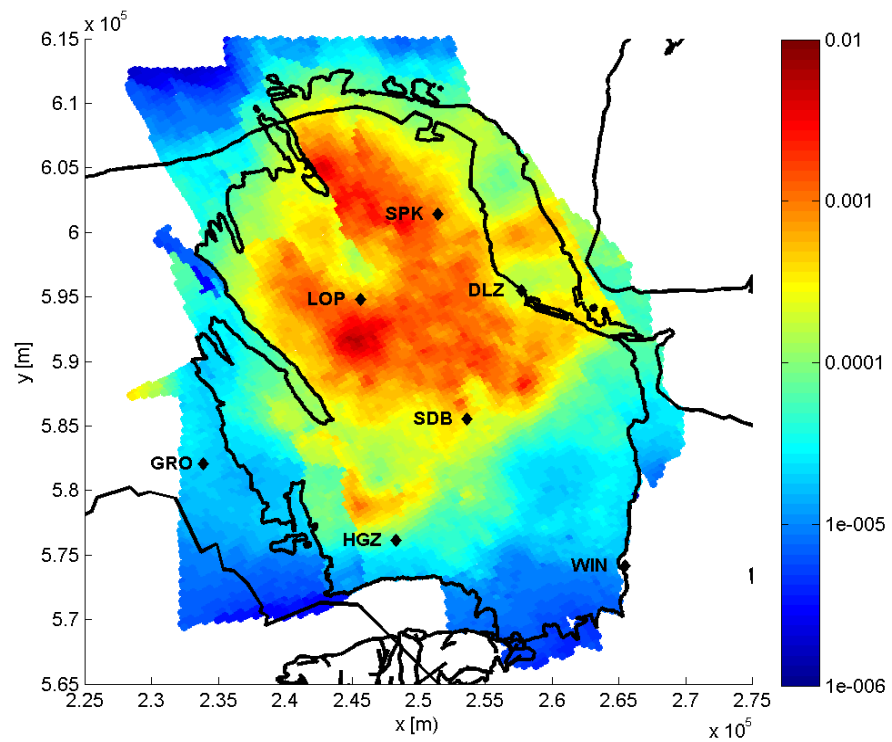 x 10^5
6.15
6.1
6.05
6
5.95
5.9
5.85
5.8
5.75
5.7
5.65
y [m]
SPK
LOP
DLZ
SDB
GRO
HGZ
WIN
0.01
0.001
0.0001
1e-005
1e-006
2.25 2.3 2.35 2.4 2.45 2.5 2.55 2.6 2.65 2.7 2.75
x [m]
x 10^5